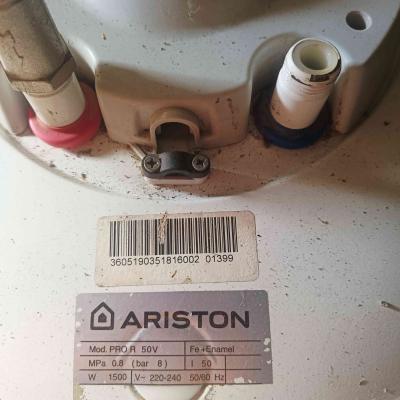 3605190351816002 01399
ARISTON
Mod. PRO R 50V Fe+Enamel
MPa 0.8 (bar 8) l 50
W 1500 V~ 220-240 50/60 Hz